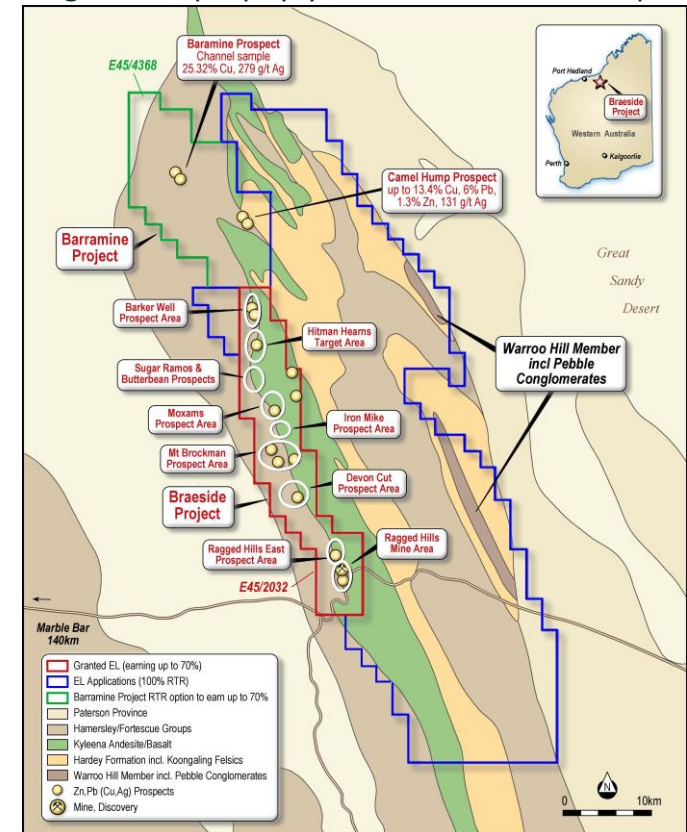 E45/4368
Baramine Prospect
Channel sample
25.32% Cu, 279 g/t Ag
Port Hedland
Braeside
Project
Western Australia
Perth
Kalgoorlie
Camel Hump Prospect
up to 13.4% Cu, 6% Pb,
1.3% Zn, 131 g/t Ag
Barramine
Project
Great
Sandy
Desert
Barker Well
Prospect Area
Hitman Hearns
Target Area
Warroo Hill Member
incl Pebble
Conglomerates
Sugar Ramos &
Butterbean Prospects
Moxams
Prospect Area
Iron Mike
Prospect Area
Mt Brockman
Prospect Area
Devon Cut
Prospect Area
Braeside
Project
Ragged Hills East
Prospect Area
Ragged Hills
Mine Area
E45/2032
Marble Bar
140km
Granted EL (earning up to 70%)
EL Applications (100% RTR)
Barramine Project RTR option to earn up to 70%
Paterson Province
Hamersley/Fortescue Groups
Kyleena Andesite/Basalt
Hardey Formation incl. Koongaling Felsics
Warroo Hill Member incl. Pebble Conglomerates
Zn,Pb (Cu,Ag) Prospects
Mine, Discovery
N
0 10km